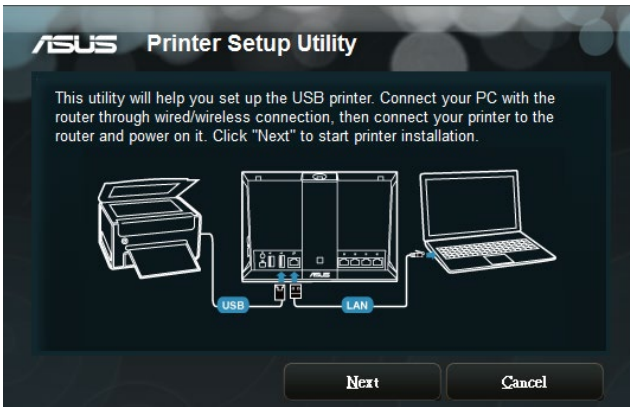 ASUS Printer Setup Utility
This utility will help you set up the USB printer. Connect your PC with the
router through wired/wireless connection, then connect your printer to the
router and power on it. Click "Next" to start printer installation.
ASUS
USB
LAN
Next
Cancel